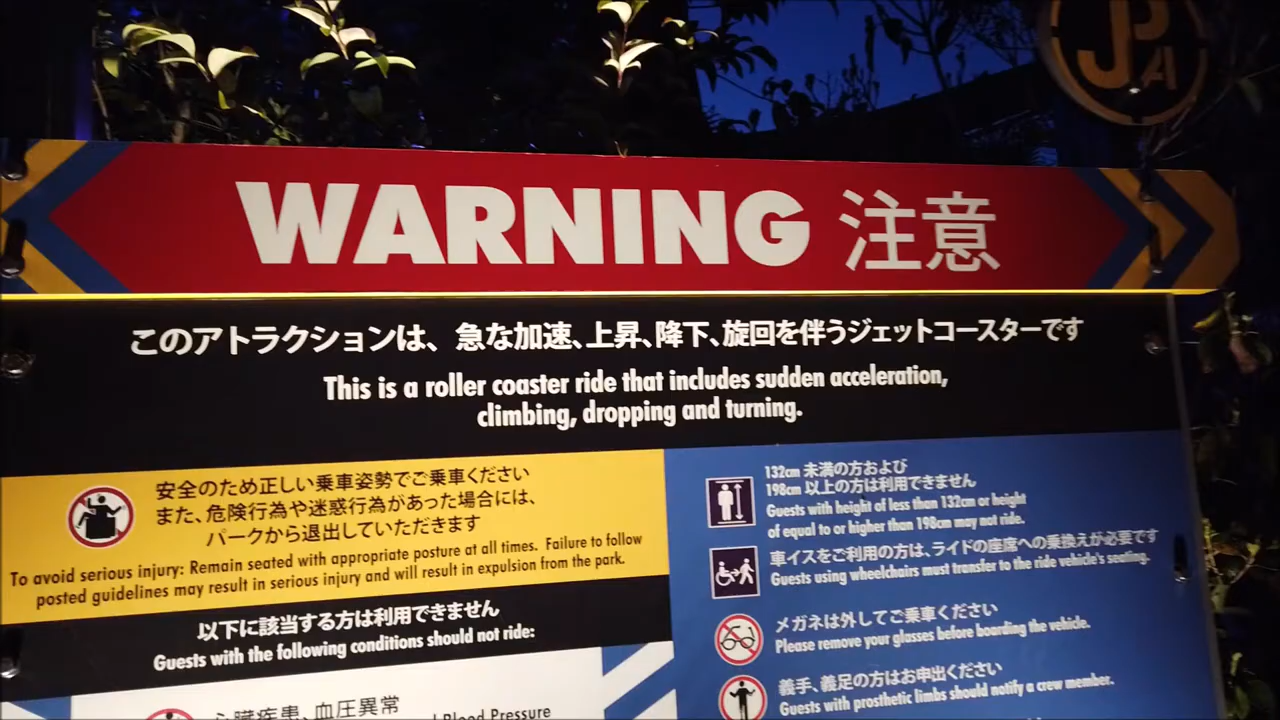 JP
AI
WARNING 注意
このアトラクションは、急な加速、上昇、降下、旋回を伴うジェットコースターです
This is a roller coaster ride that includes sudden acceleration,
climbing, dropping and turning.
安全のため正しい乗車姿勢でご乗車ください
また、危険行為や迷惑行為があった場合には、
パークから退出していただきます
To avoid serious injury: Remain seated with appropriate posture at all times. Failure to follow
posted guidelines may result in serious injury and will result in expulsion from the park.
以下に該当する方は利用できません
Guests with the following conditions should not ride:
心臓疾患、血圧異常
Blood Pressure
132cm 未満の方および
198cm 以上の方は利用できません
Guests with height of less than 132cm or height
of equal to or higher than 198cm may not ride.
車イスをご利用の方は、ライドの座席への乗換えが必要です
Guests using wheelchairs must transfer to the ride vehicle's seating.
メガネは外してご乗車ください
Please remove your glasses before boarding the vehicle.
義手、義足の方はお申出ください
Guests with prosthetic limbs should notify a crew member.